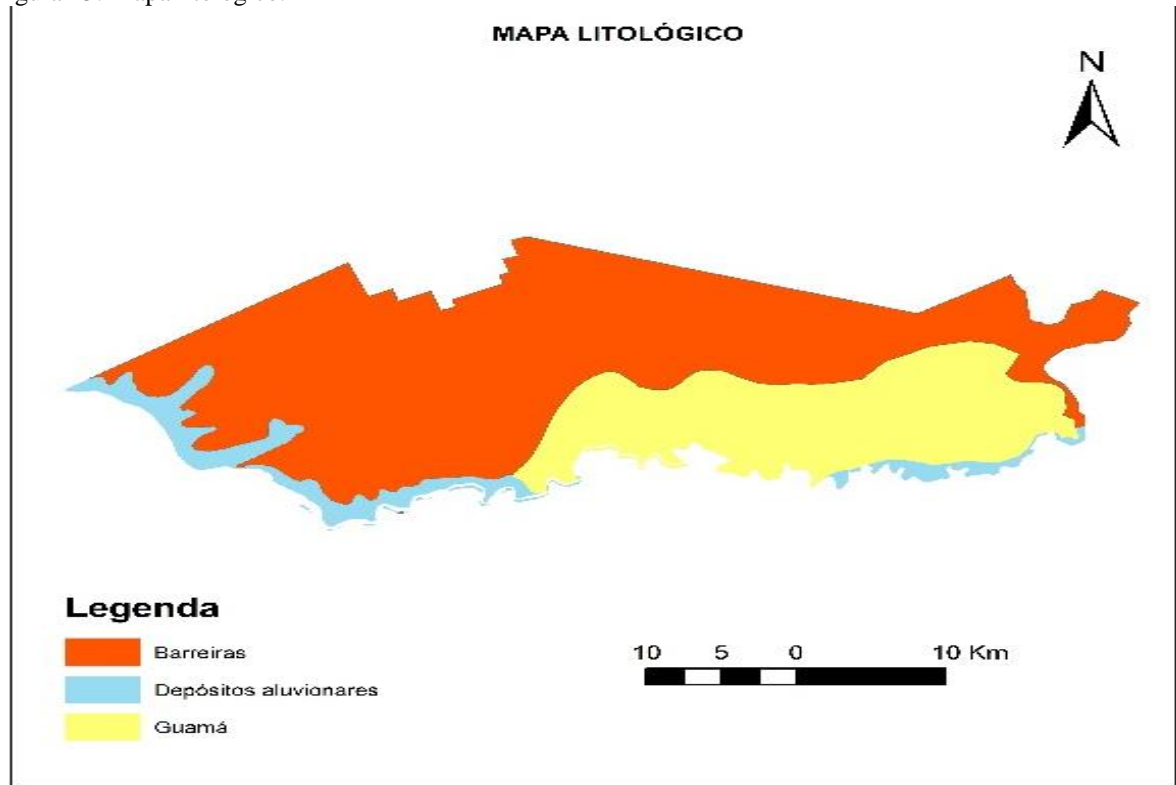 MAPA LITOLÓGICO
N
Legenda
Barreiras
Depósitos aluvionares
Guamá
10 5 0 10 Km